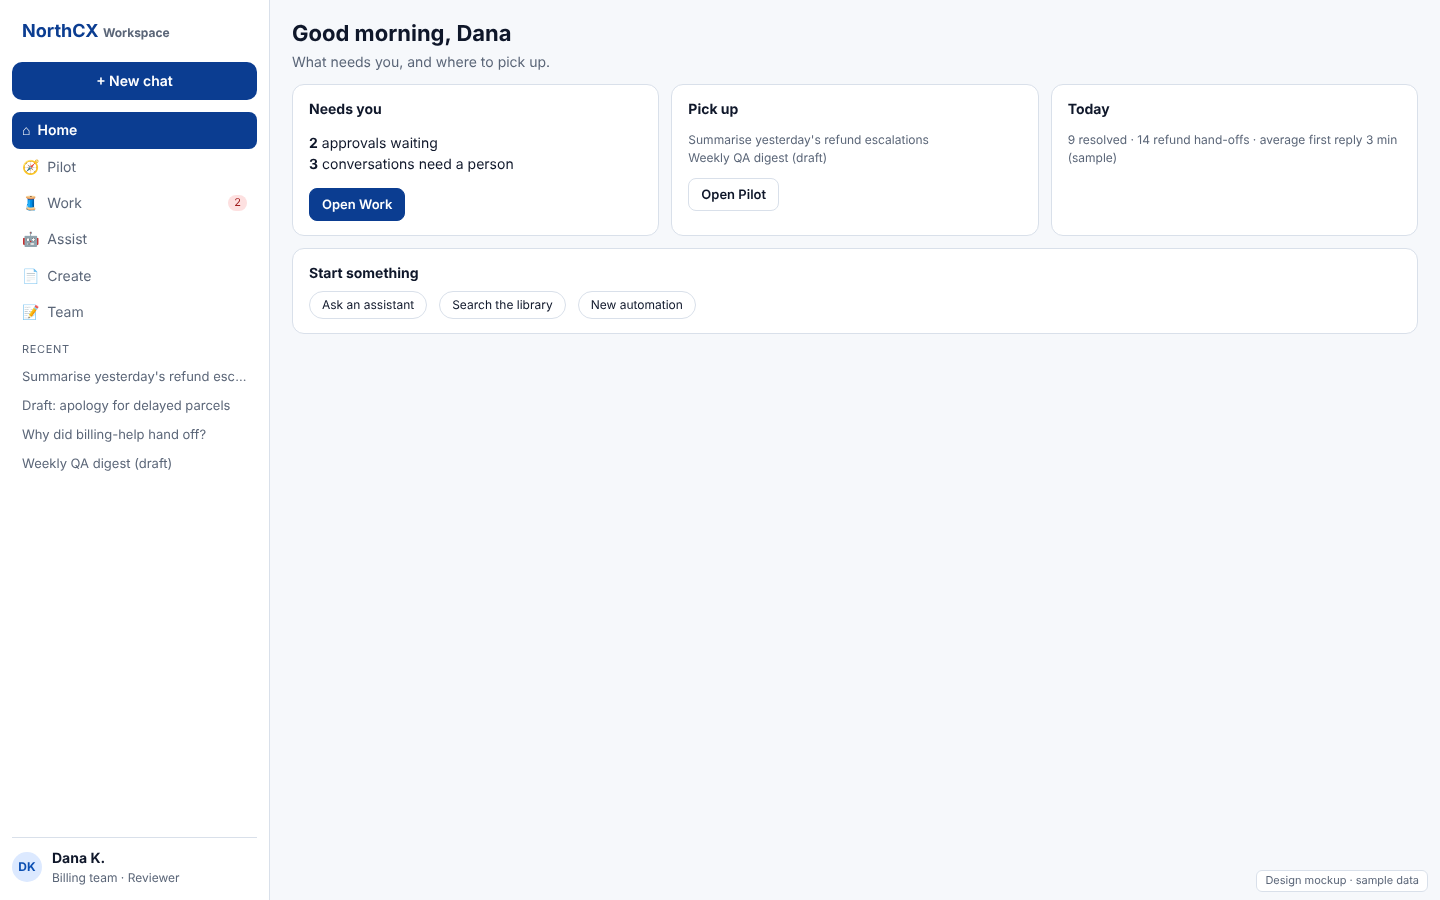 NorthCX Workspace
+ New chat
Home
Pilot
Work 2
Assist
Create
Team
RECENT
Summarise yesterday's refund esc...
Draft: apology for delayed parcels
Why did billing-help hand off?
Weekly QA digest (draft)
DK
Dana K.
Billing team · Reviewer
Good morning, Dana
What needs you, and where to pick up.
Needs you
2 approvals waiting
3 conversations need a person
Open Work
Pick up
Summarise yesterday's refund escalations
Weekly QA digest (draft)
Open Pilot
Today
9 resolved · 14 refund hand-offs · average first reply 3 min
(sample)
Start something
Ask an assistant
Search the library
New automation
Design mockup · sample data